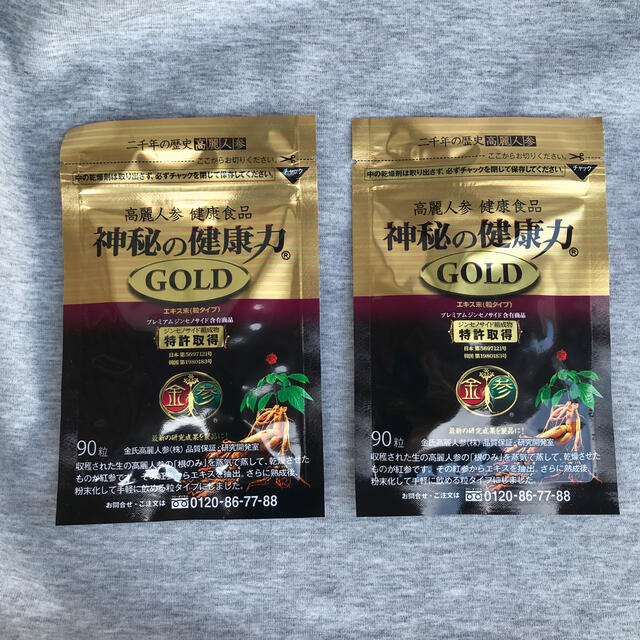 二千年の歴史 高麗人参
ここからお切りください。
中の乾燥剤は取り出さず、必ずチャックを閉じて保存してください。
チャック
高麗人参 健康食品
神秘の健康力®
GOLD
エキス末(粒タイプ)
プレミアムジンセノサイド含有商品
ジンセノサイド組成物
特許取得
日本 第5697121号
韓国 第1980183号
金参
®
最新の研究成果を製品に!
90粒
金氏高麗人参(株) 品質保証・研究開発室
収穫された生の高麗人参の「根のみ」を蒸気で蒸して、乾燥させた
ものが紅参です。その紅参からエキスを抽出。さらに熟成後、
粉末化して手軽に飲める粒タイプにしました。
お問合せ・ご注文は 0120-86-77-88
二千年の歴史 高麗人参
ここからお切りください。
中の乾燥剤は取り出さず、必ずチャックを閉じて保存してください。
チャック
高麗人参 健康食品
神秘の健康力®
GOLD
エキス末(粒タイプ)
プレミアムジンセノサイド含有商品
ジンセノサイド組成物
特許取得
日本 第5697121号
韓国 第1980183号
金参
®
最新の研究成果を製品に!
90粒
金氏高麗人参(株) 品質保証・研究開発室
収穫された生の高麗人参の「根のみ」を蒸気で蒸して、乾燥させた
ものが紅参です。その紅参からエキスを抽出。さらに熟成後、
粉末化して手軽に飲める粒タイプにしました。
お問合せ・ご注文は 0120-86-77-88